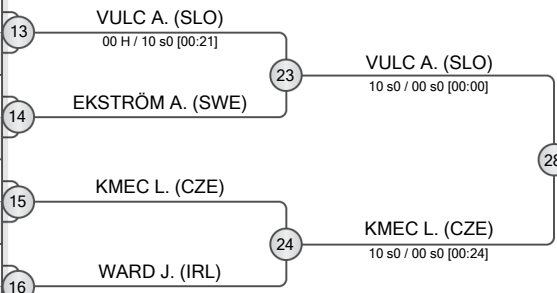 13
VULC A. (SLO)
00 H / 10 s0 [00:21]
23
VULC A. (SLO)
10 s0 / 00 s0 [00:00]
14
EKSTRÖM A. (SWE)
28
15
KMEC L. (CZE)
24
KMEC L. (CZE)
10 s0 / 00 s0 [00:24]
16
WARD J. (IRL)